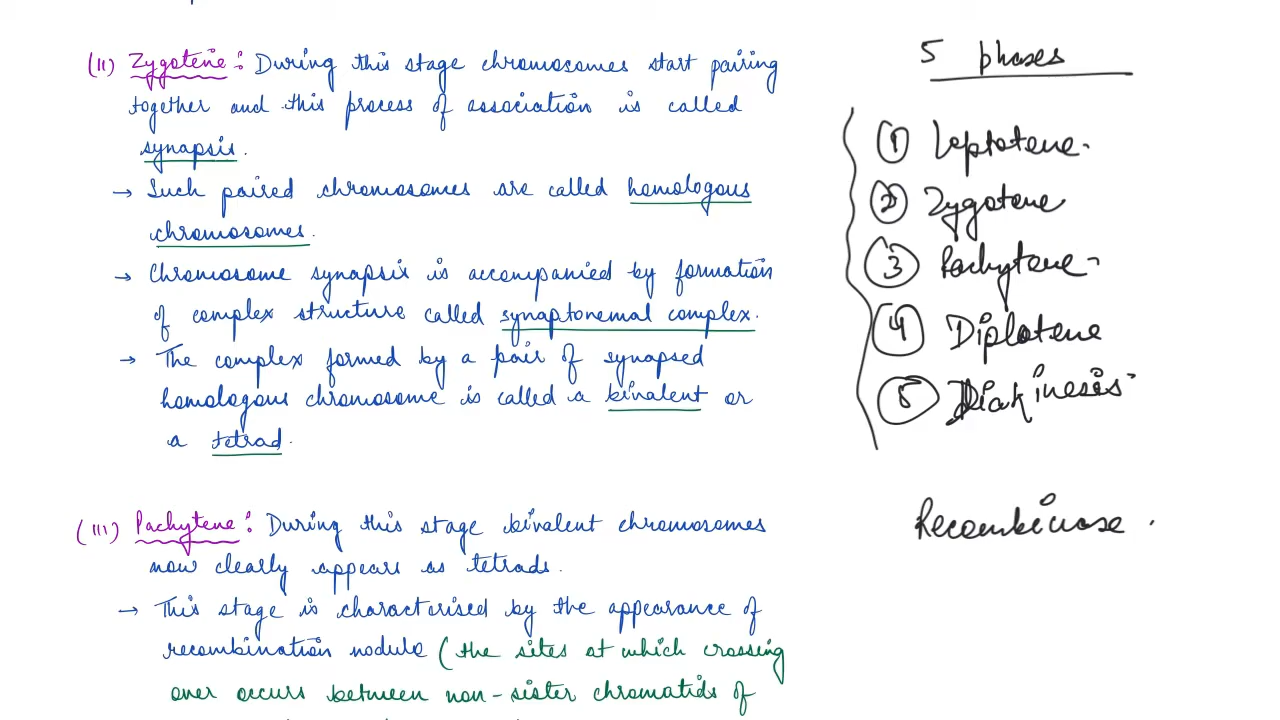 (II) Zygotene: During this stage chromosomes start pairing
together and this process of association is called
synapsis.
→ Such paired chromosomes are called homologous
chromosomes.
→ Chromosome synapsis is accompanied by formation
of complex structure called synaptonemal complex.
→ The complex formed by a pair of synapsed
homologous chromosome is called a bivalent or
a tetrad.
(III) Pachytene: During this stage bivalent chromosomes
now clearly appears as tetrads.
→ This stage is characterised by the appearance of
recombination nodule (the sites at which crossing
over occurs between non-sister chromatids of
5 phases
1 Leptotene.
2 Zygotene
3 Pachytene-
4 Diplotene
5 Diakinesis
Recombinase.